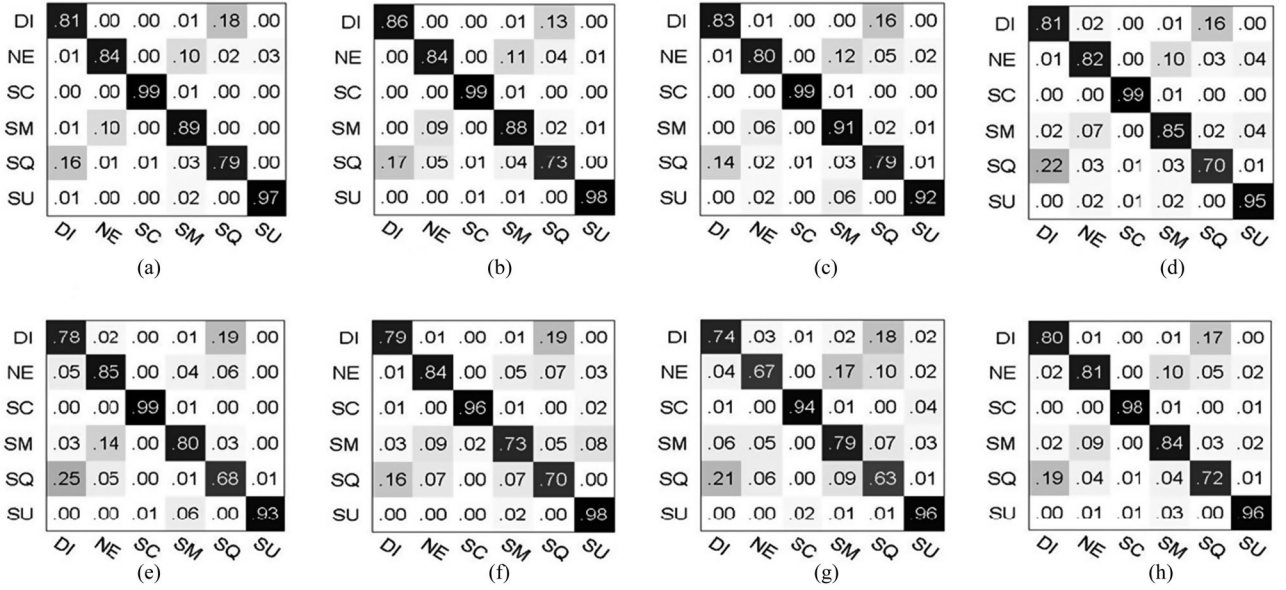 DI .81 .00 .00 .01 .18 .00
NE .01 .84 .00 .10 .02 .03
SC .00 .00 .99 .01 .00 .00
SM .01 .10 .00 .89 .00 .00
SQ .16 .01 .01 .03 .79 .00
SU .01 .00 .00 .02 .00 .97
DI NE SC SM SQ SU
(a)
DI .86 .00 .00 .00 .13 .00
NE .00 .84 .00 .11 .04 .01
SC .00 .00 .99 .01 .00 .00
SM .00 .09 .00 .88 .02 .01
SQ .17 .05 .01 .04 .73 .00
SU .00 .00 .01 .01 .00 .98
DI NE SC SM SQ SU
(b)
DI .83 .00 .00 .00 .16 .00
NE .01 .80 .00 .12 .05 .02
SC .00 .00 .99 .01 .00 .00
SM .00 .06 .00 .91 .02 .01
SQ .14 .02 .01 .03 .79 .01
SU .00 .02 .00 .06 .00 .92
DI NE SC SM SQ SU
(c)
DI .81 .02 .00 .01 .16 .00
NE .01 .82 .00 .10 .03 .04
SC .00 .00 .99 .01 .00 .00
SM .02 .07 .00 .85 .02 .04
SQ .22 .03 .01 .03 .70 .01
SU .00 .02 .01 .02 .00 .95
DI NE SC SM SQ SU
(d)
DI .78 .02 .00 .01 .19 .00
NE .05 .85 .00 .04 .06 .00
SC .00 .00 .99 .01 .00 .00
SM .03 .14 .00 .80 .03 .00
SQ .25 .05 .00 .01 .68 .01
SU .00 .00 .01 .06 .00 .93
DI NE SC SM SQ SU
(e)
DI .79 .01 .00 .01 .19 .00
NE .01 .84 .00 .05 .07 .03
SC .01 .00 .96 .01 .00 .02
SM .03 .09 .02 .73 .05 .08
SQ .16 .07 .00 .07 .70 .00
SU .00 .00 .00 .02 .00 .98
DI NE SC SM SQ SU
(f)
DI .74 .03 .01 .02 .18 .02
NE .04 .67 .00 .17 .10 .02
SC .01 .00 .94 .01 .00 .04
SM .06 .05 .00 .79 .07 .03
SQ .21 .06 .00 .09 .63 .01
SU .00 .00 .02 .01 .01 .96
DI NE SC SM SQ SU
(g)
DI .80 .01 .00 .01 .17 .00
NE .02 .81 .00 .10 .05 .02
SC .00 .00 .98 .01 .00 .01
SM .02 .09 .00 .84 .03 .02
SQ .19 .04 .01 .04 .72 .01
SU .00 .01 .01 .03 .00 .96
DI NE SC SM SQ SU
(h)